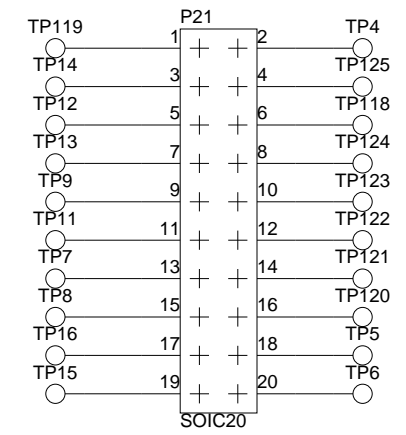 P21
TP119 1 2 TP4
TP14 3 4 TP125
TP12 5 6 TP118
TP13 7 8 TP124
TP9 9 10 TP123
TP11 11 12 TP122
TP7 13 14 TP121
TP8 15 16 TP120
TP16 17 18 TP5
TP15 19 20 TP6
SOIC20